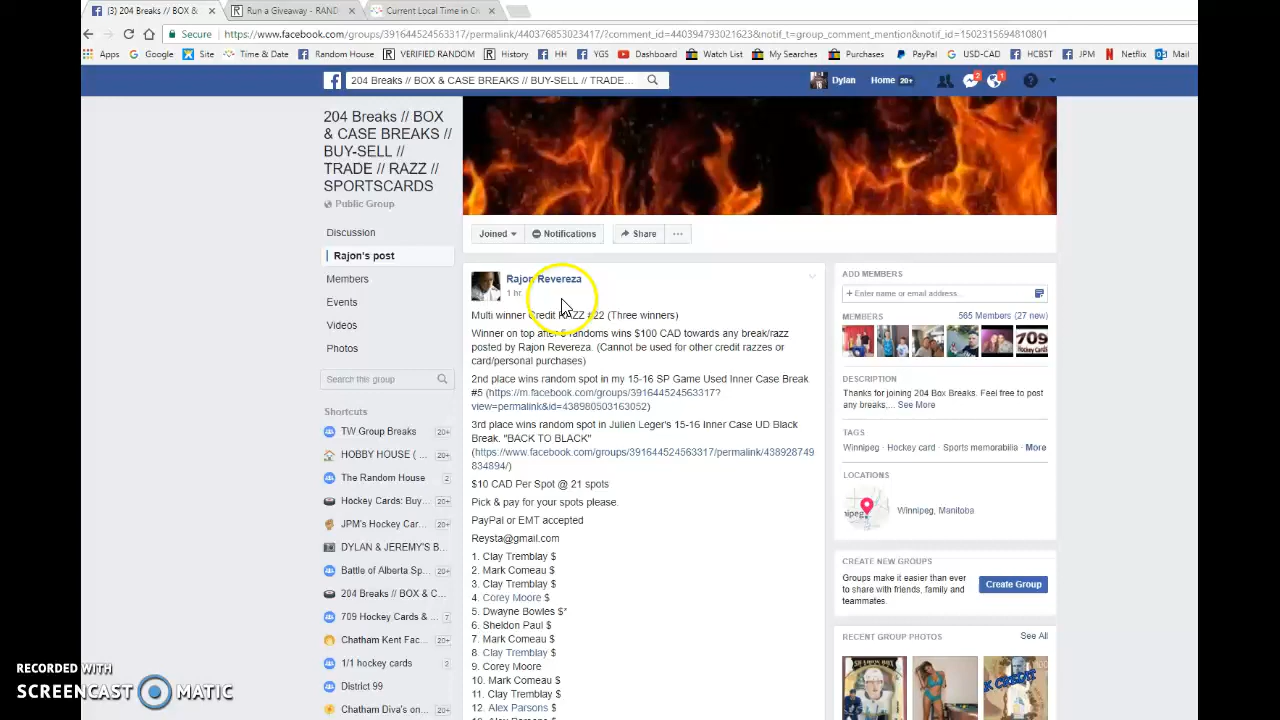 (3) 204 Breaks // BOX &
Run a Giveaway - RAND
Current Local Time in Ci
Secure
https://www.facebook.com/groups/391644524563317/permalink/440376853023417/?comment_id=440394793021623&notif_t=group_comment_mention&notif_id=1502315694810801
Apps Google Site Time & Date Random House VERIFIED RANDOM History HH YGS Dashboard Watch List My Searches Purchases PayPal USD-CAD HCBST JPM Netflix Mail
204 Breaks // BOX & CASE BREAKS // BUY-SELL // TRADE...
Dylan Home 20+ 2 1
204 Breaks // BOX
& CASE BREAKS //
BUY-SELL //
TRADE // RAZZ //
SPORTSCARDS
Public Group
Discussion
Rajon's post
Members
Events
Videos
Photos
Search this group
Shortcuts
TW Group Breaks 20+
HOBBY HOUSE ( ... 20+
The Random House 2
Hockey Cards: Buy... 20+
JPM's Hockey Car... 20+
DYLAN & JEREMY'S B...
Battle of Alberta Sp... 20+
204 Breaks // BOX & C...
709 Hockey Cards & ... 7
Chatham Kent Fac... 20+
1/1 hockey cards 2
District 99
Chatham Diva's on... 20+
Joined
Notifications
Share
...
Rajon Revereza
1 hr
Multi winner Credit RAZZ #22 (Three winners)
Winner on top after 5 randoms wins $100 CAD towards any break/razz
posted by Rajon Revereza. (Cannot be used for other credit razzes or
card/personal purchases)
2nd place wins random spot in my 15-16 SP Game Used Inner Case Break
#5 (https://m.facebook.com/groups/391644524563317?
view=permalink&id=438980503163052)
3rd place wins random spot in Julien Leger's 15-16 Inner Case UD Black
Break. "BACK TO BLACK"
(https://www.facebook.com/groups/391644524563317/permalink/438928749
834894/)
$10 CAD Per Spot @ 21 spots
Pick & pay for your spots please.
PayPal or EMT accepted
Reysta@gmail.com
1. Clay Tremblay $
2. Mark Comeau $
3. Clay Tremblay $
4. Corey Moore $
5. Dwayne Bowles $*
6. Sheldon Paul $
7. Mark Comeau $
8. Clay Tremblay $
9. Corey Moore
10. Mark Comeau $
11. Clay Tremblay $
12. Alex Parsons $
ADD MEMBERS
+ Enter name or email address...
MEMBERS 565 Members (27 new)
709
DESCRIPTION
Thanks for joining 204 Box Breaks. Feel free to post
any breaks,... See More
TAGS
Winnipeg · Hockey card · Sports memorabilia · More
LOCATIONS
Winnipeg, Manitoba
CREATE NEW GROUPS
Groups make it easier than ever
to share with friends, family and
teammates.
Create Group
RECENT GROUP PHOTOS See All
RECORDED WITH
SCREENCAST MATIC